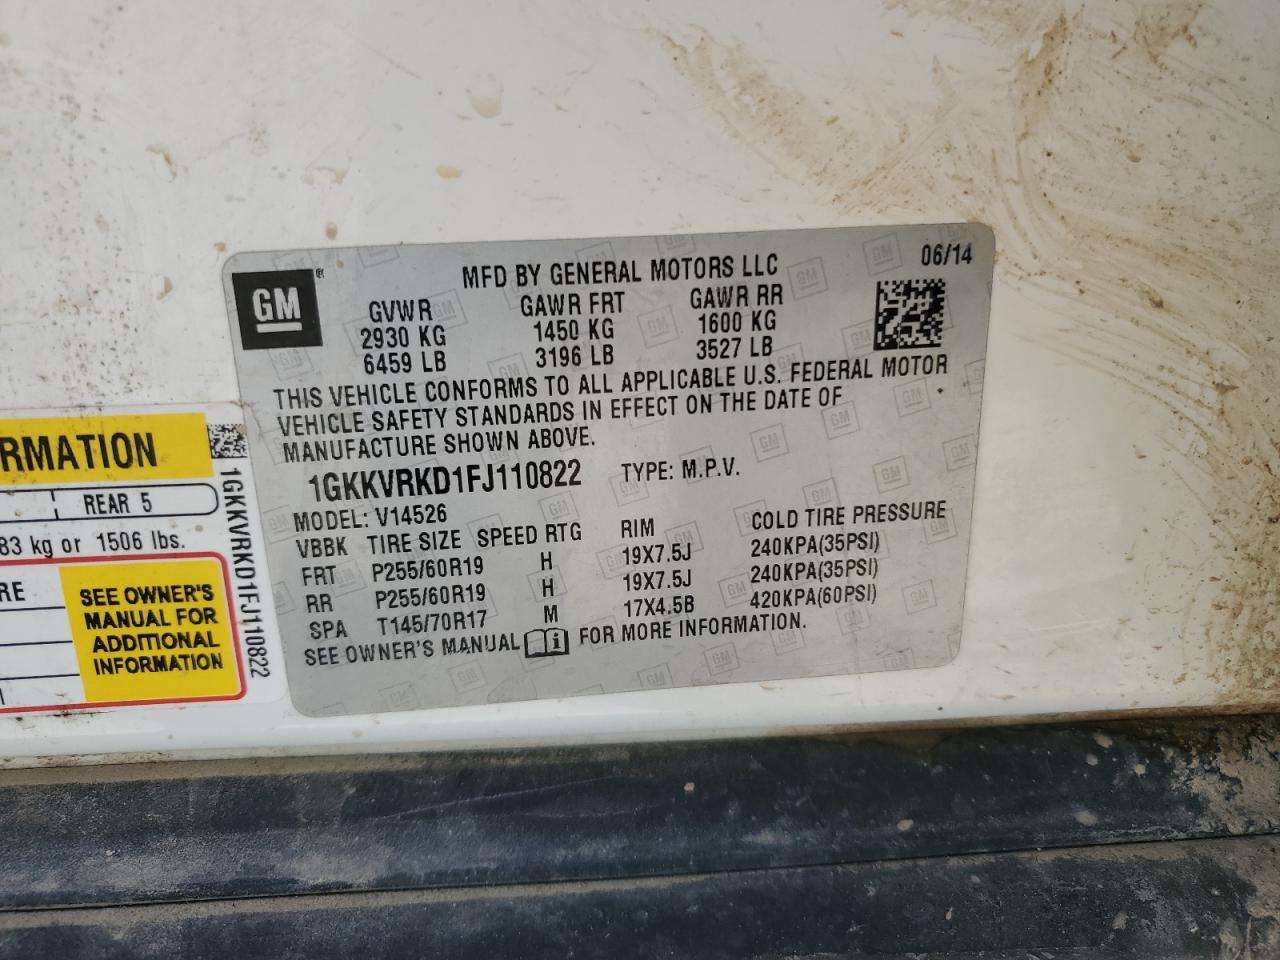 GM®
MFD BY GENERAL MOTORS LLC
06/14
GVWR GAWR FRT GAWR RR
2930 KG 1450 KG 1600 KG
6459 LB 3196 LB 3527 LB
THIS VEHICLE CONFORMS TO ALL APPLICABLE U.S. FEDERAL MOTOR
VEHICLE SAFETY STANDARDS IN EFFECT ON THE DATE OF
MANUFACTURE SHOWN ABOVE.
1GKKVRKD1FJ110822 TYPE: M.P.V.
MODEL: V14526
VBBK TIRE SIZE SPEED RTG RIM COLD TIRE PRESSURE
FRT P255/60R19 H 19X7.5J 240KPA(35PSI)
RR P255/60R19 H 19X7.5J 240KPA(35PSI)
SPA T145/70R17 M 17X4.5B 420KPA(60PSI)
SEE OWNER'S MANUAL i FOR MORE INFORMATION.
RMATION
REAR 5
83 kg or 1506 lbs.
RE
SEE OWNER'S
MANUAL FOR
ADDITIONAL
INFORMATION
1GKKVRKD1FJ110822